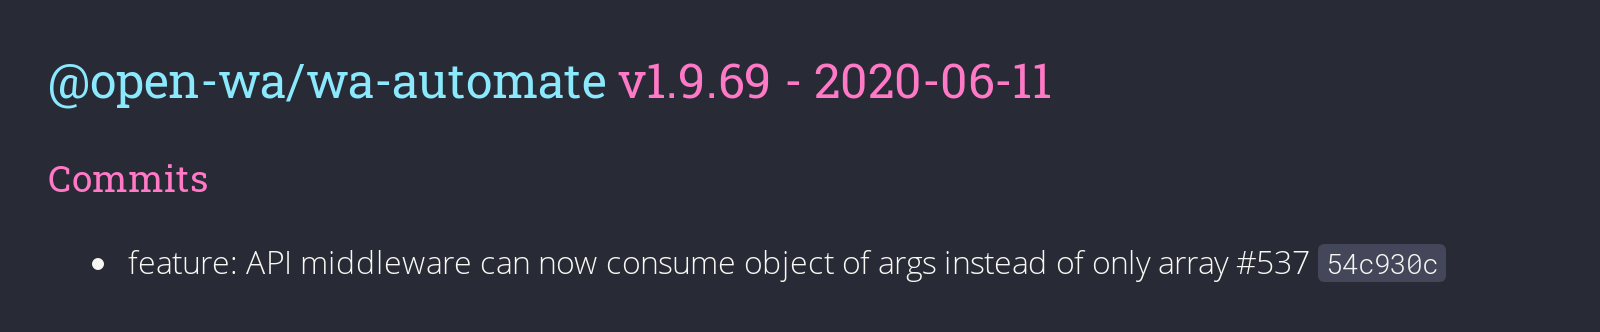 @open-wa/wa-automate v1.9.69 - 2020-06-11
Commits
feature: API middleware can now consume object of args instead of only array #537 54c930c